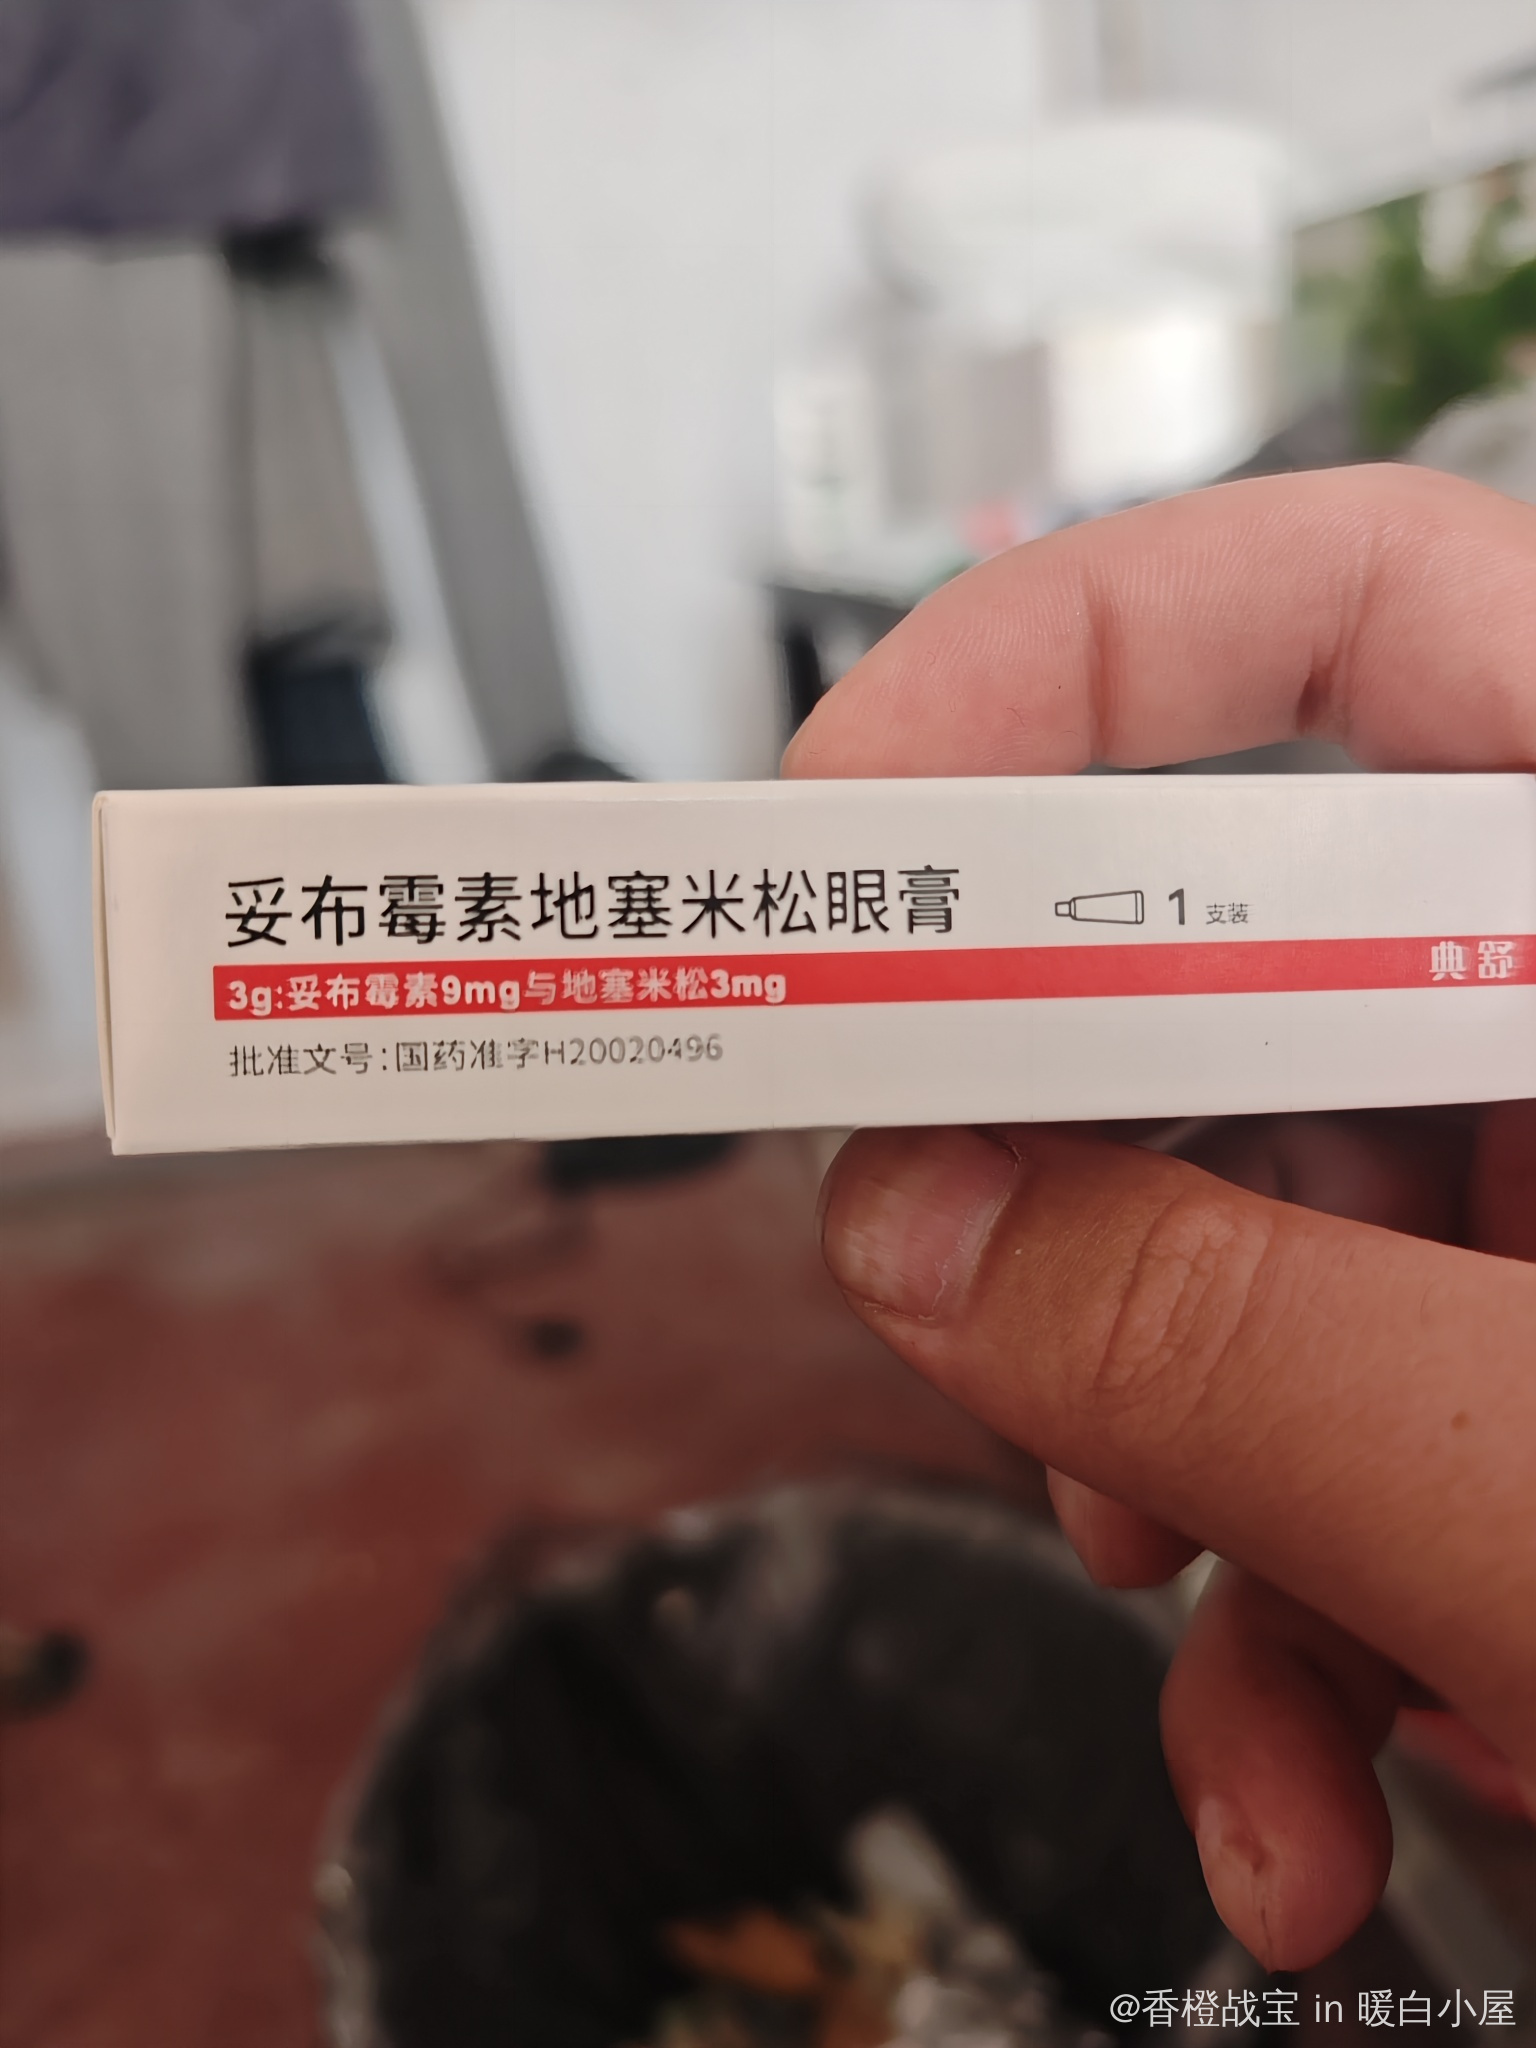 妥布霉素地塞米松眼膏
1 支装
3g:妥布霉素9mg与地塞米松3mg
典舒
批准文号:国药准字H20020496
@香橙战宝 in 暖白小屋